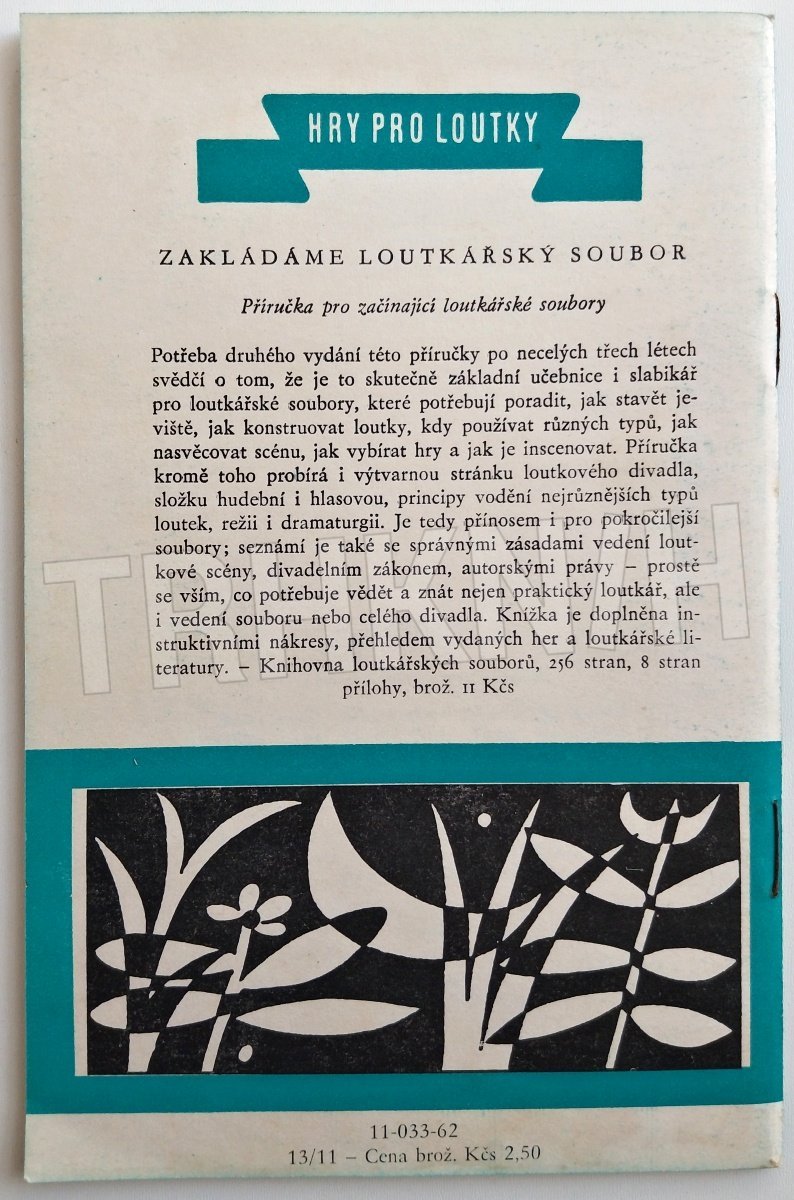 HRY PRO LOUTKY
ZAKLÁDÁME LOUTKÁŘSKÝ SOUBOR
Příručka pro začínající loutkářské soubory
Potřeba druhého vydání této příručky po necelých třech létech
svědčí o tom, že je to skutečně základní učebnice i slabikář
pro loutkářské soubory, které potřebují poradit, jak stavět je-
viště, jak konstruovat loutky, kdy používat různých typů, jak
nasvěcovat scénu, jak vybírat hry a jak je inscenovat. Příručka
kromě toho probírá i výtvarnou stránku loutkového divadla,
složku hudební i hlasovou, principy vodění nejrůznějších typů
loutek, režii i dramaturgii. Je tedy přínosem i pro pokročilejší
soubory; seznámí je také se správnými zásadami vedení lout-
kové scény, divadelním zákonem, autorskými právy – prostě
se vším, co potřebuje vědět a znát nejen praktický loutkář, ale
i vedení souboru nebo celého divadla. Knížka je doplněna in-
struktivními nákresy, přehledem vydaných her a loutkářské li-
teratury. – Knihovna loutkářských souborů, 256 stran, 8 stran
přílohy, brož. 11 Kčs
TRHKNIH
11-033-62
13/11 – Cena brož. Kčs 2,50